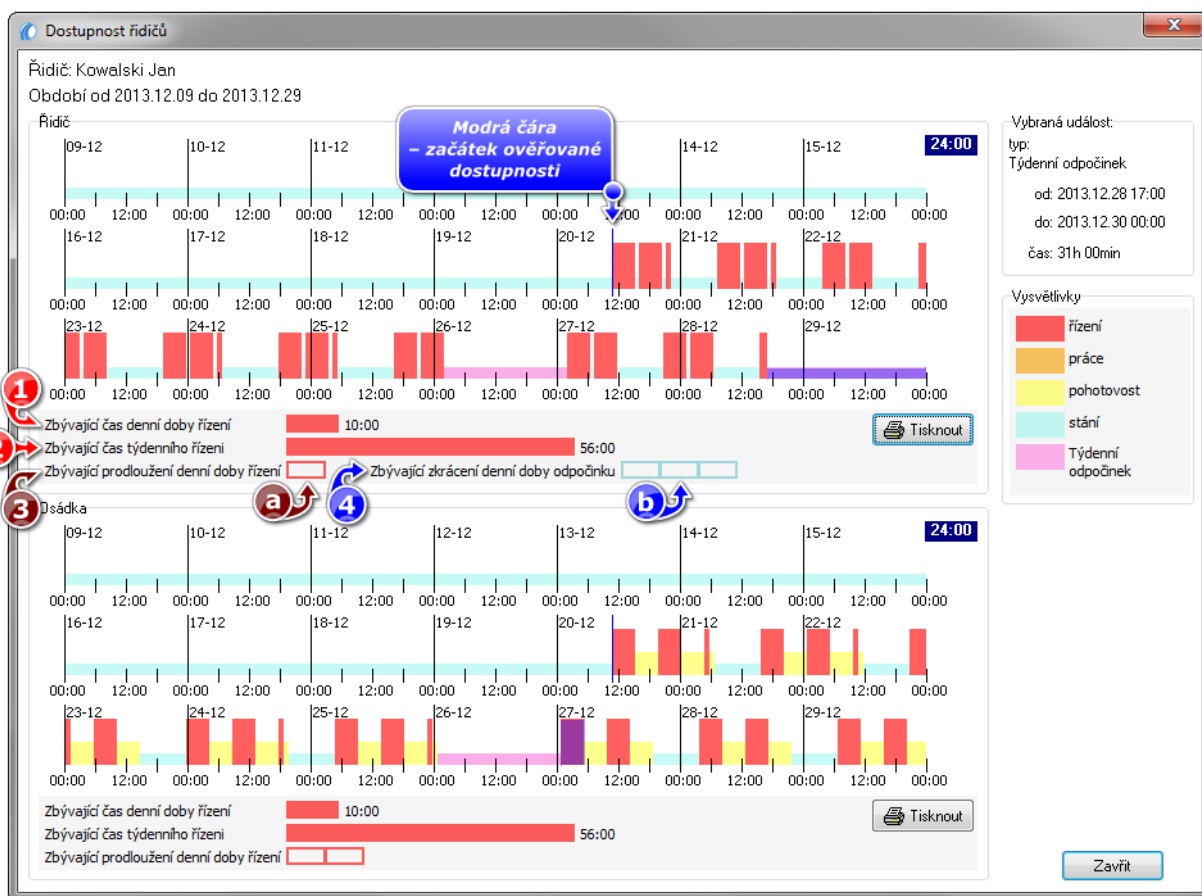 Dostupnost řidičů
Řidič: Kowalski Jan
Období od 2013.12.09 do 2013.12.29
Řidič
Modrá čára
– začátek ověřované
dostupnosti
09-12 10-12 11-12 14-12 15-12 24:00
00:00 12:00 00:00 12:00 00:00 12:00 00:00 12:00 00:00 12:00 00:00 12:00 00:00 12:00 00:00
16-12 17-12 18-12 19-12 20-12 21-12 22-12
00:00 12:00 00:00 12:00 00:00 12:00 00:00 12:00 00:00 12:00 00:00 12:00 00:00 12:00 00:00
23-12 24-12 25-12 26-12 27-12 28-12 29-12
00:00 12:00 00:00 12:00 00:00 12:00 00:00 12:00 00:00 12:00 00:00 12:00 00:00 12:00 00:00
1 Zbývající čas denní doby řízení 10:00
2 Zbývající čas týdenního řízeni 56:00
Tisknout
3 Zbývající prodloužení denní doby řízení a
4 Zbývající zkrácení denní doby odpočinku b
Osádka
09-12 10-12 11-12 12-12 13-12 14-12 15-12 24:00
00:00 12:00 00:00 12:00 00:00 12:00 00:00 12:00 00:00 12:00 00:00 12:00 00:00 12:00 00:00
16-12 17-12 18-12 19-12 20-12 21-12 22-12
00:00 12:00 00:00 12:00 00:00 12:00 00:00 12:00 00:00 12:00 00:00 12:00 00:00 12:00 00:00
23-12 24-12 25-12 26-12 27-12 28-12 29-12
00:00 12:00 00:00 12:00 00:00 12:00 00:00 12:00 00:00 12:00 00:00 12:00 00:00 12:00 00:00
Zbývající čas denní doby řízení 10:00
Zbývající čas týdenního řízeni 56:00
Zbývající prodloužení denní doby řízení
Tisknout
Vybraná událost:
typ:
Týdenní odpočinek
od: 2013.12.28 17:00
do: 2013.12.30 00:00
čas: 31h 00min
Vysvětlivky
řízení
práce
pohotovost
stání
Týdenní
odpočinek
Zavřít